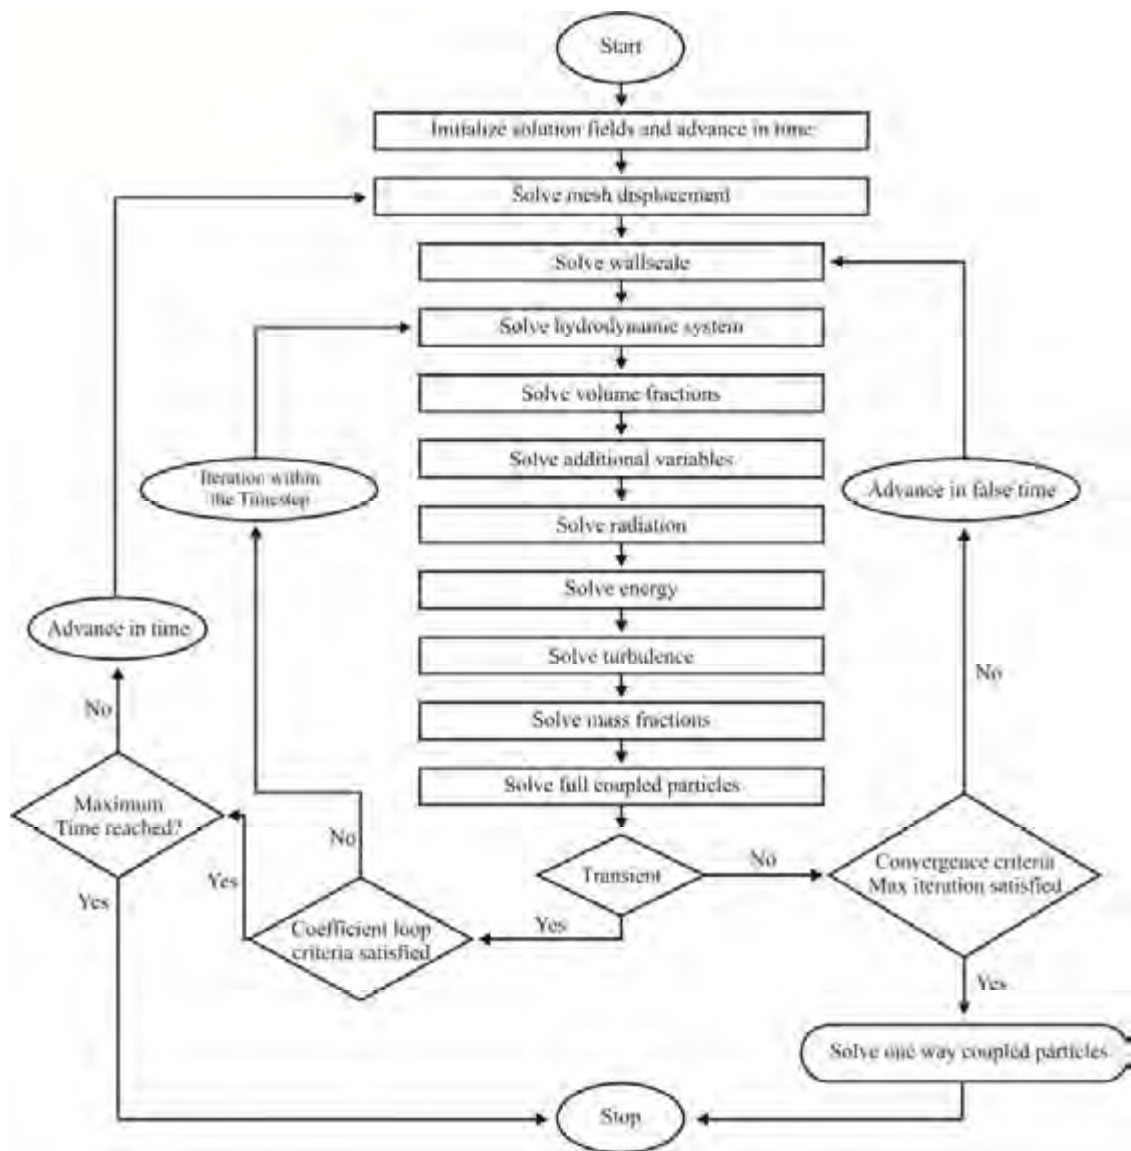 Start
Initialize solution fields and advance in time
Solve mesh displacement
Solve wallscale
Solve hydrodynamic system
Solve volume fractions
Iteration within
the Timestep
Solve additional variables
Advance in false time
Solve radiation
Solve energy
Advance in time
Solve turbulence
No
No
Solve mass fractions
Solve full coupled particles
Maximum
Time reached?
No
Yes
Yes
Transient
No
Convergence criteria
Max iteration satisfied
Coefficient loop
criteria satisfied
Yes
Yes
Solve one way coupled particles
Stop